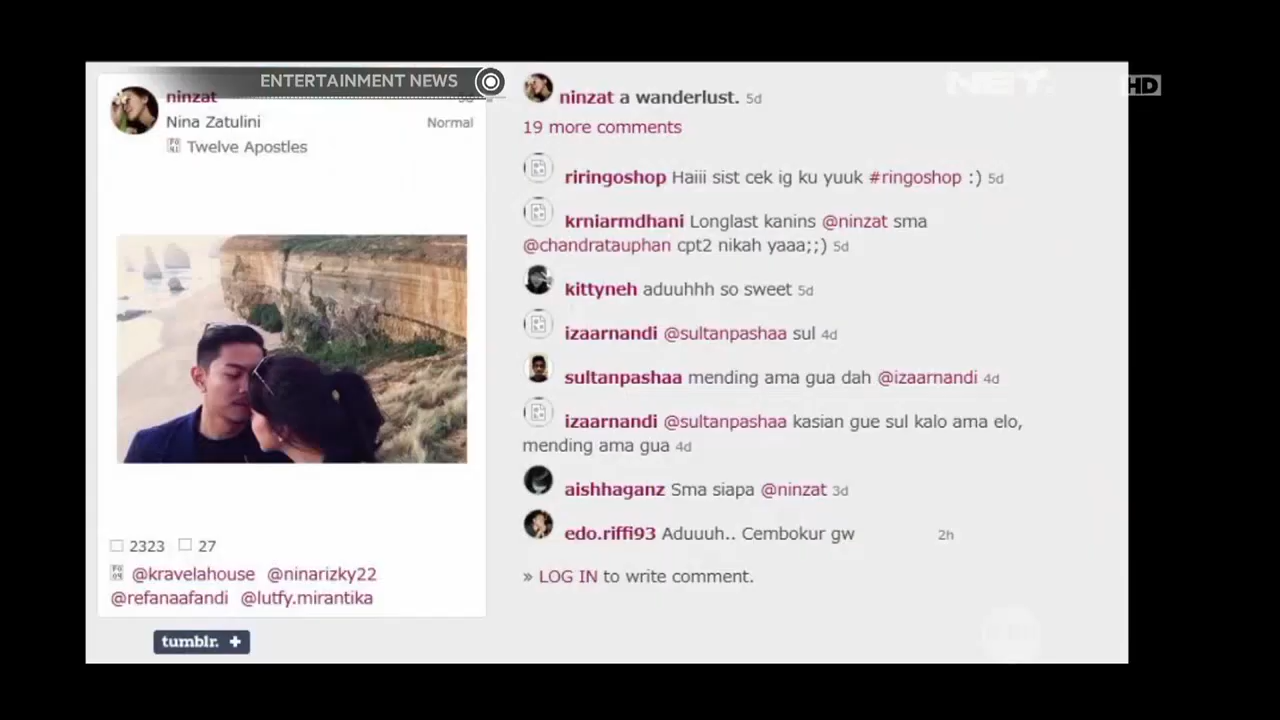 ENTERTAINMENT NEWS
NET.
HD
ninzat
Nina Zatulini
Normal
Twelve Apostles
2323 27
@kravelahouse @ninarizky22
@refanaafandi @lutfy.mirantika
tumblr. +
ninzat a wanderlust. 5d
19 more comments
riringoshop Haiii sist cek ig ku yuuk #ringoshop :) 5d
krniarmdhani Longlast kanins @ninzat sma
@chandratauphan cpt2 nikah yaaa;;) 5d
kittyneh aduuhhh so sweet 5d
izaarnandi @sultanpashaa sul 4d
sultanpashaa mending ama gua dah @izaarnandi 4d
izaarnandi @sultanpashaa kasian gue sul kalo ama elo,
mending ama gua 4d
aishhaganz Sma siapa @ninzat 3d
edo.riffi93 Aduuuh.. Cembokur gw 2h
» LOG IN to write comment.